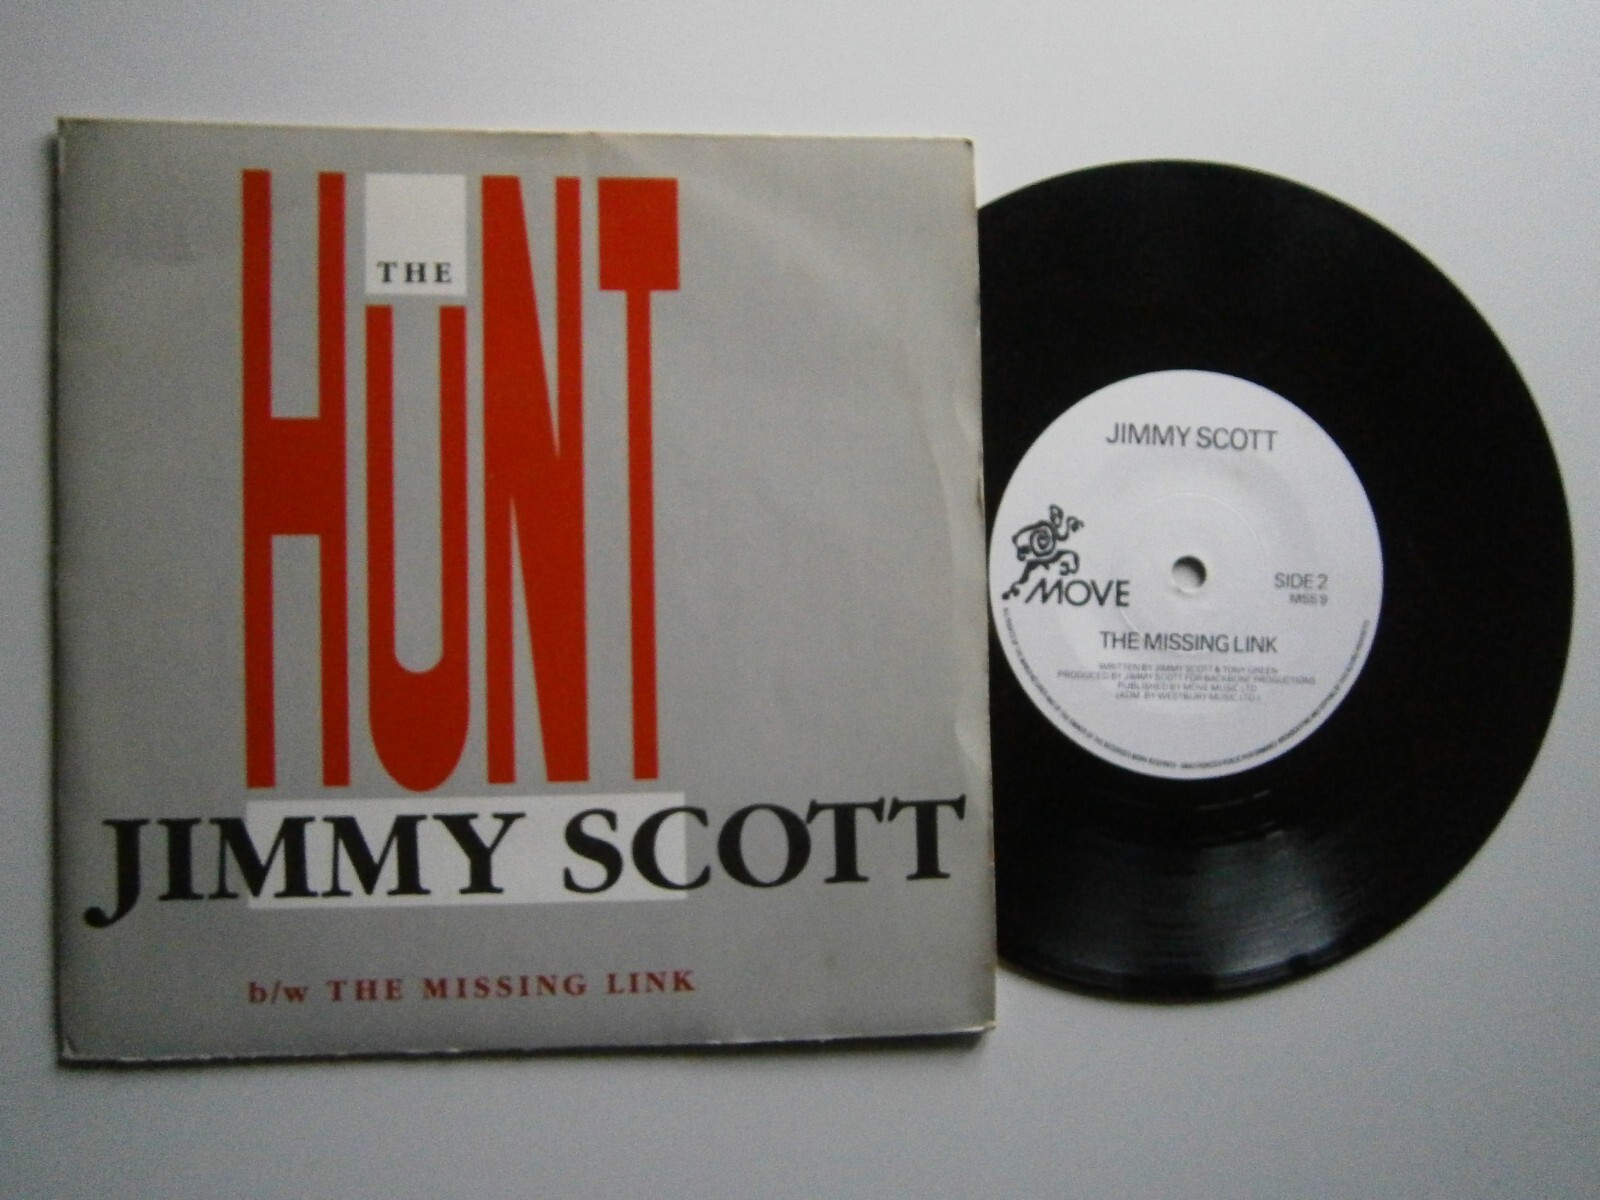 THE
HUNT
JIMMY SCOTT
b/w THE MISSING LINK
JIMMY SCOTT
MOVE
SIDE 2
MS5 9
THE MISSING LINK
WRITTEN BY JIMMY SCOTT & TONY GREEN
PRODUCED BY JIMMY SCOTT FOR BACKBONE PRODUCTIONS
PUBLISHED BY MOVE MUSIC LTD
(ADM. BY WESTBURY MUSIC LTD.)